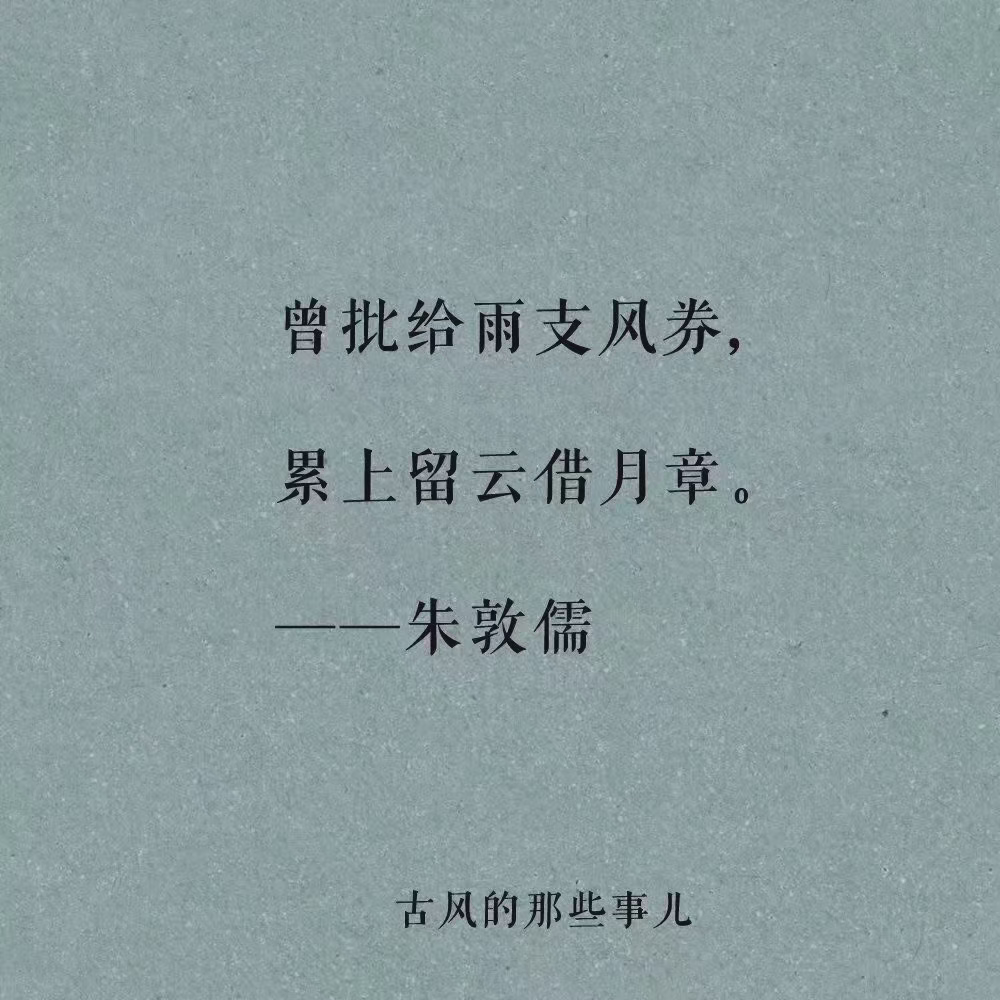 曾批给雨支风券，
累上留云借月章。
——朱敦儒
古风的那些事儿